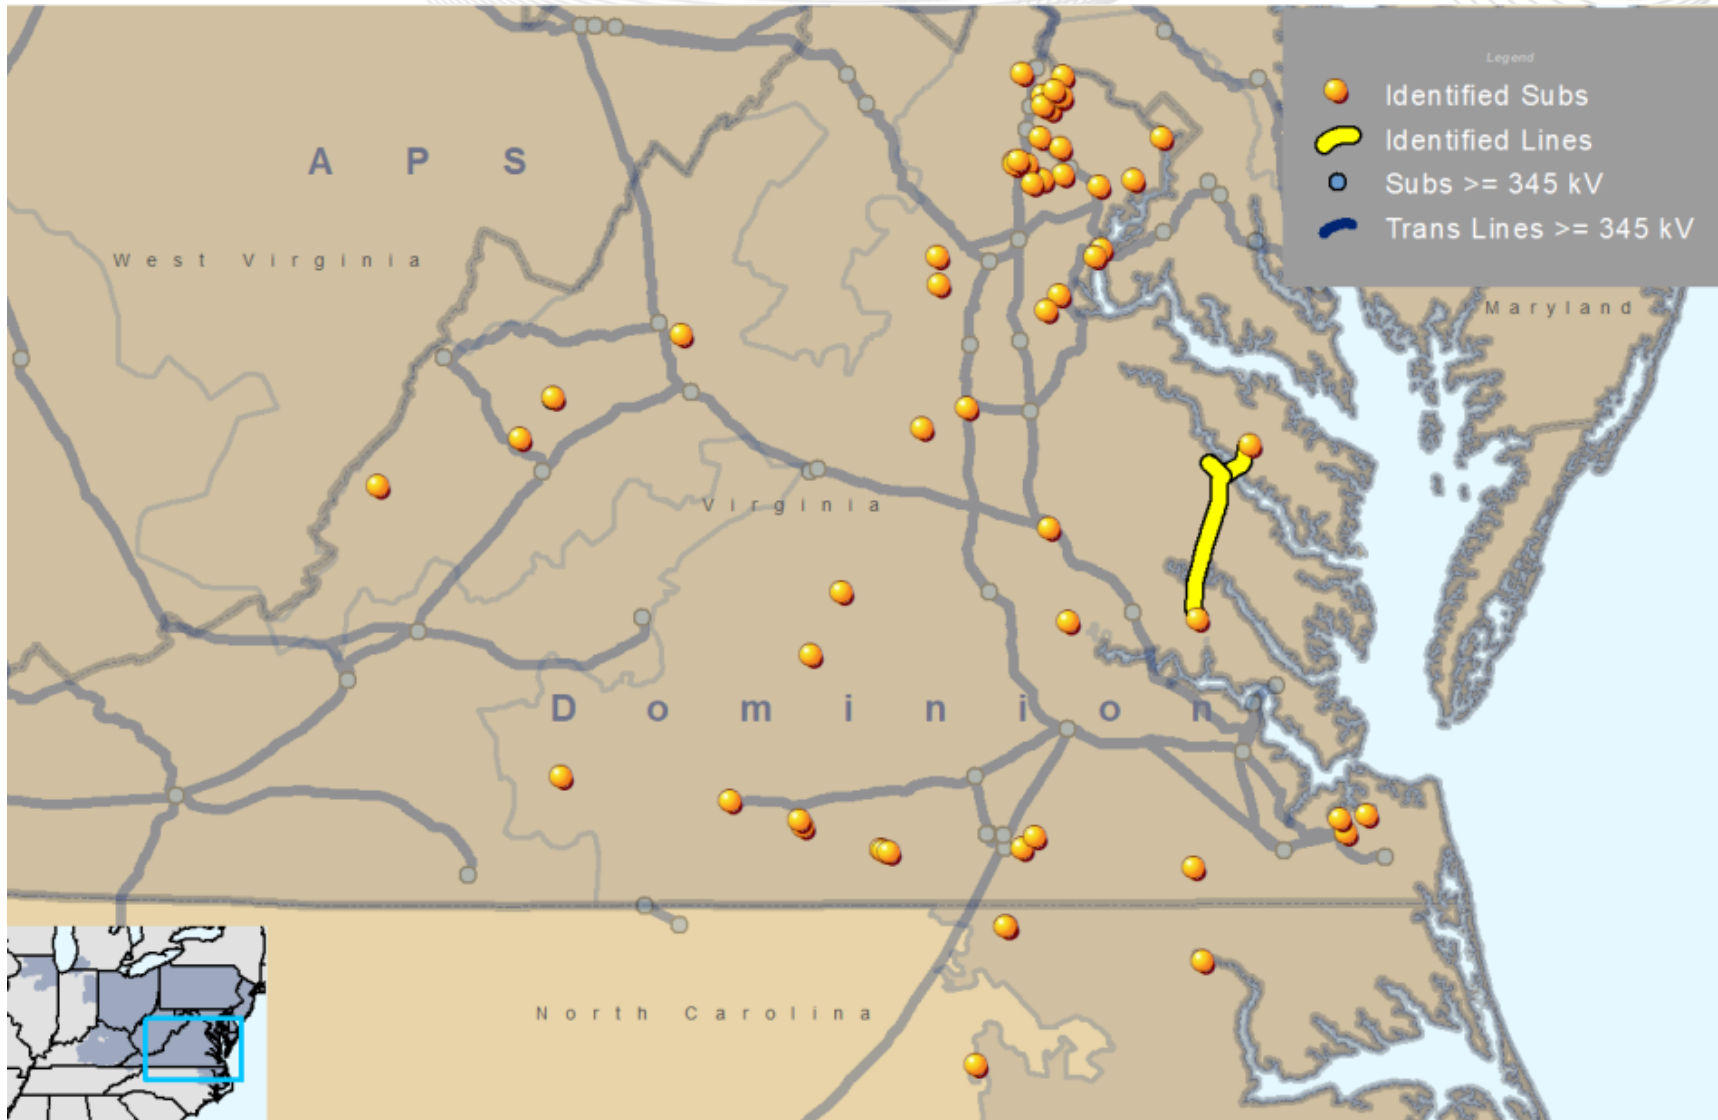 Legend
Identified Subs
Identified Lines
Subs >= 345 kV
Trans Lines >= 345 kV
APS
West Virginia
Maryland
Virginia
Dominion
North Carolina